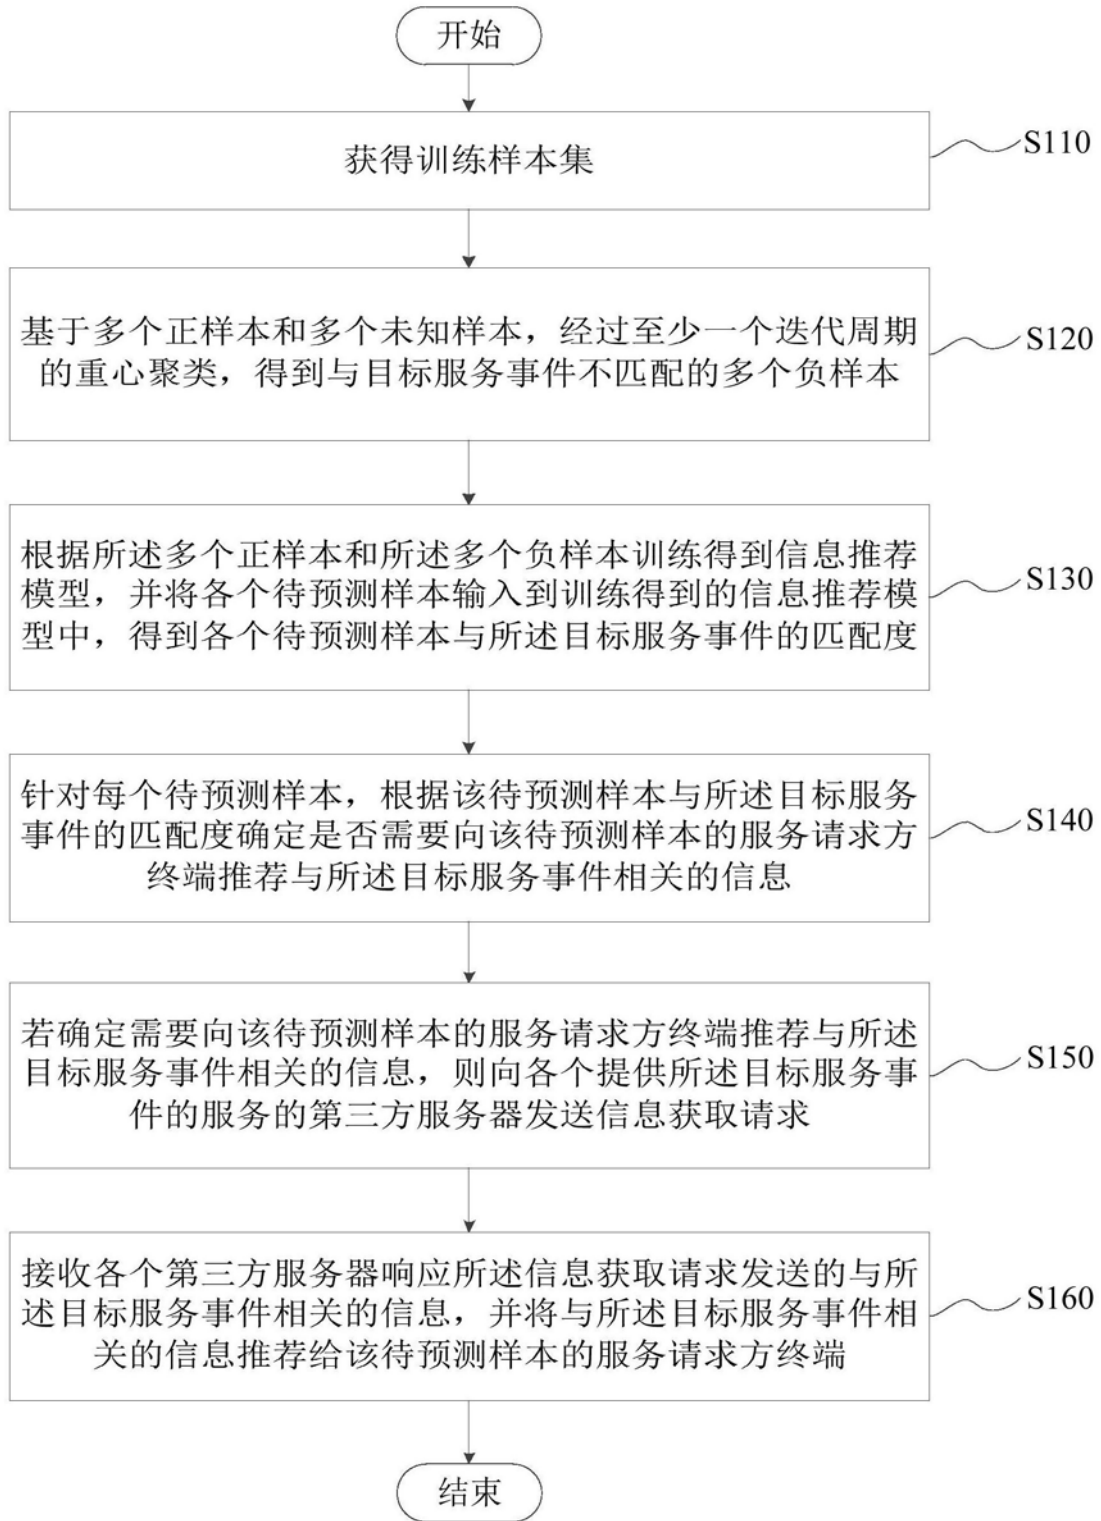 开始
获得训练样本集
S110
基于多个正样本和多个未知样本，经过至少一个迭代周期
的重心聚类，得到与目标服务事件不匹配的多个负样本
S120
根据所述多个正样本和所述多个负样本训练得到信息推荐
模型，并将各个待预测样本输入到训练得到的信息推荐模
型中，得到各个待预测样本与所述目标服务事件的匹配度
S130
针对每个待预测样本，根据该待预测样本与所述目标服务
事件的匹配度确定是否需要向该待预测样本的服务请求方
终端推荐与所述目标服务事件相关的信息
S140
若确定需要向该待预测样本的服务请求方终端推荐与所述
目标服务事件相关的信息，则向各个提供所述目标服务事
件的服务的第三方服务器发送信息获取请求
S150
接收各个第三方服务器响应所述信息获取请求发送的与所
述目标服务事件相关的信息，并将与所述目标服务事件相
关的信息推荐给该待预测样本的服务请求方终端
S160
结束